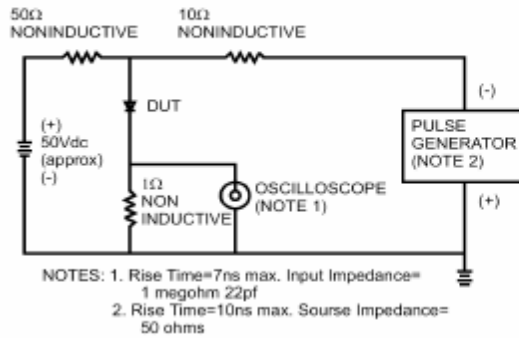 50Ω
NONINDUCTIVE
10Ω
NONINDUCTIVE
(+)
50Vdc
(approx)
(-)
DUT
1Ω
NON
INDUCTIVE
OSCILLOSCOPE
(NOTE 1)
(-)
PULSE
GENERATOR
(NOTE 2)
(+)
NOTES: 1. Rise Time=7ns max. Input Impedance=
1 megohm 22pf
2. Rise Time=10ns max. Sourse Impedance=
50 ohms